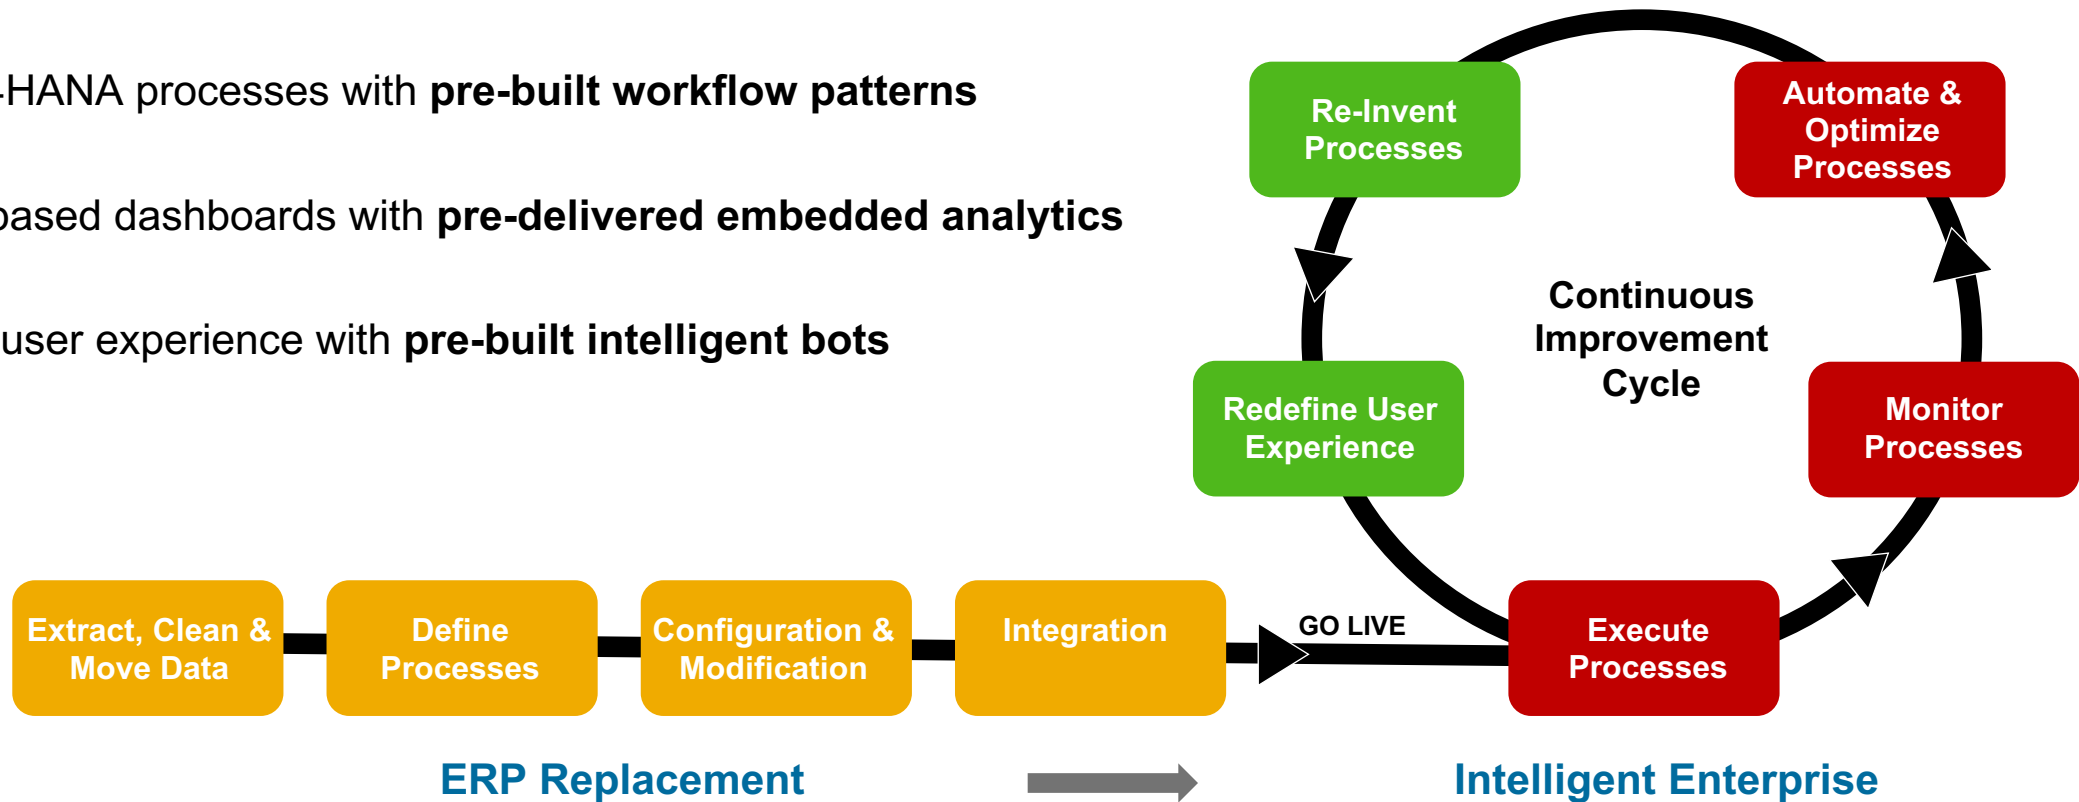 -HANA processes with pre-built workflow patterns
based dashboards with pre-delivered embedded analytics
user experience with pre-built intelligent bots
Re-Invent
Processes
Automate &
Optimize
Processes
Continuous
Improvement
Cycle
Redefine User
Experience
Monitor
Processes
Extract, Clean &
Move Data
Define
Processes
Configuration &
Modification
Integration
GO LIVE
Execute
Processes
ERP Replacement
Intelligent Enterprise